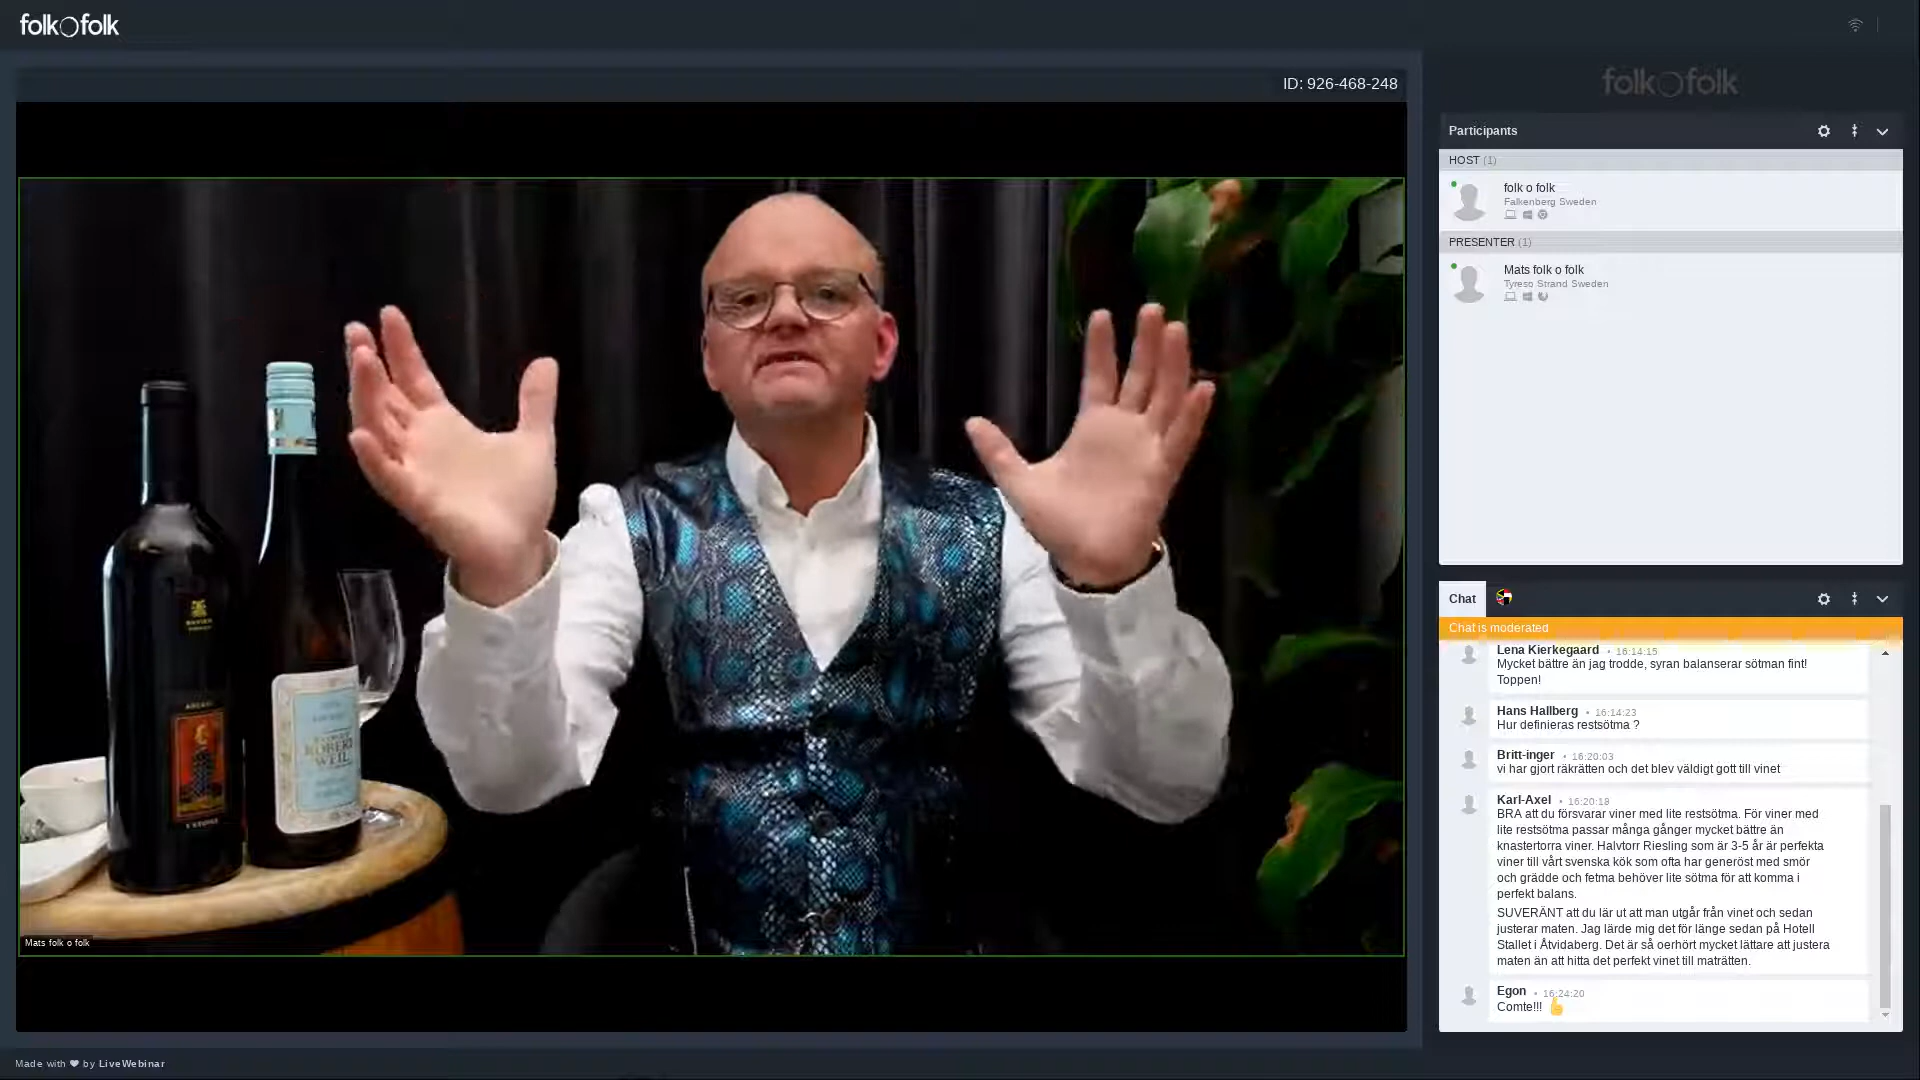 folkofolk
ID: 926-468-248
folkofolk
Participants
HOST (1)
folk o folk
Falkenberg Sweden
PRESENTER (1)
Mats folk o folk
Tyreso Strand Sweden
ROBERT
WEIL
Mats folk o folk
Chat
Chat is moderated
Lena Kierkegaard • 16:14:15
Mycket bättre än jag trodde, syran balanserar sötman fint!
Toppen!
Hans Hallberg • 16:14:23
Hur definieras restsötma ?
Britt-inger • 16:20:03
vi har gjort räkrätten och det blev väldigt gott till vinet
Karl-Axel • 16:20:18
BRA att du försvarar viner med lite restsötma. För viner med
lite restsötma passar många gånger mycket bättre än
knastertorra viner. Halvtorr Riesling som är 3-5 år är perfekta
viner till vårt svenska kök som ofta har generöst med smör
och grädde och fetma behöver lite sötma för att komma i
perfekt balans.
SUVERÄNT att du lär ut att man utgår från vinet och sedan
justerar maten. Jag lärde mig det för länge sedan på Hotell
Stallet i Åtvidaberg. Det är så oerhört mycket lättare att justera
maten än att hitta det perfekt vinet till maträtten.
Egon • 16:24:20
Comte!!! 👍
Made with ❤ by LiveWebinar